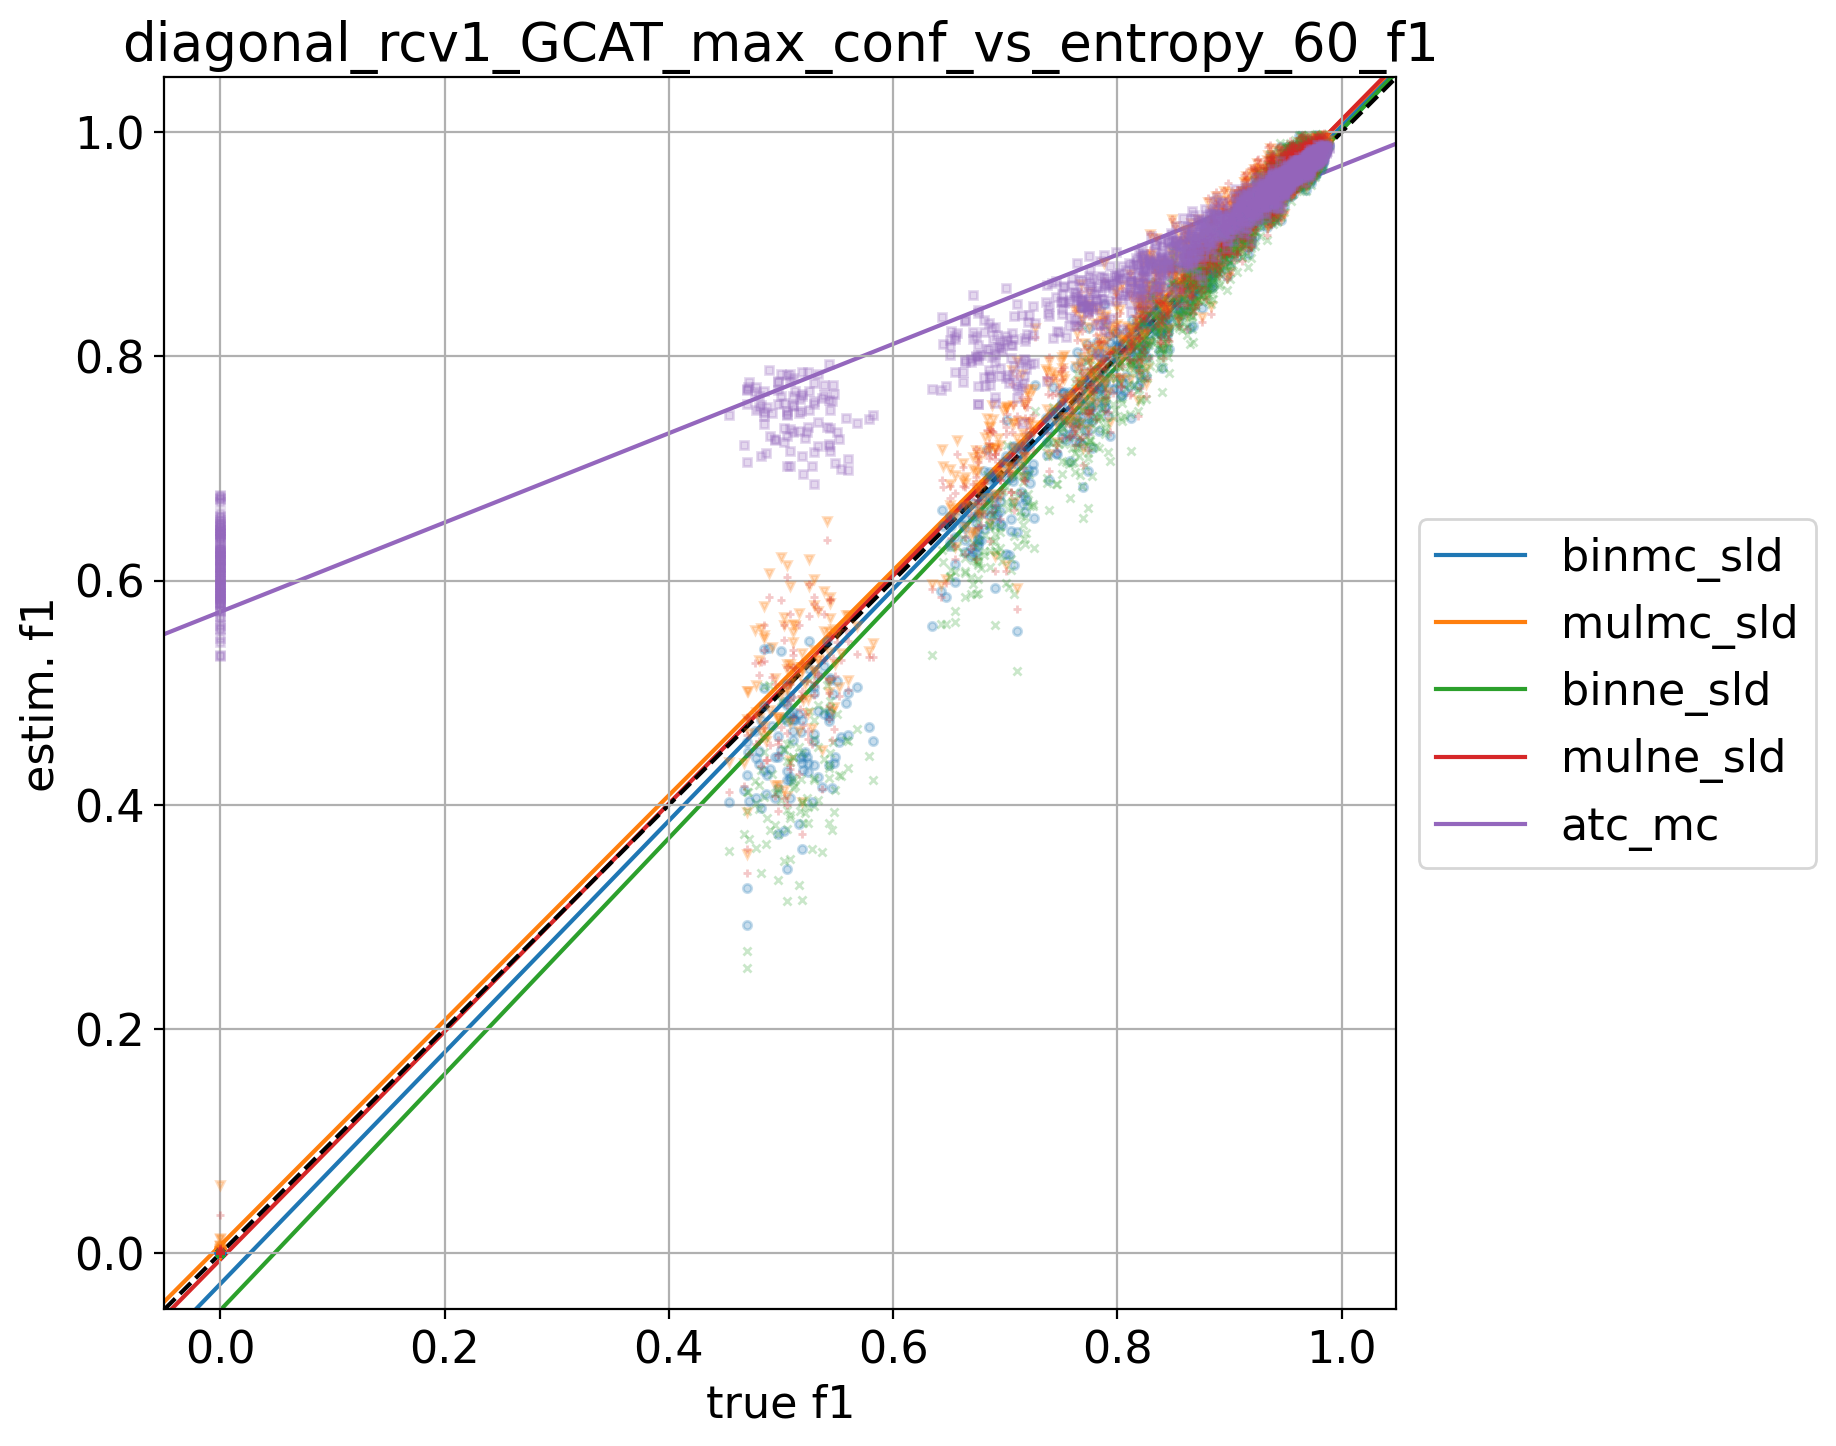 diagonal_rcv1_GCAT_max_conf_vs_entropy_60_f1
1.0
0.8
0.6
0.4
0.2
0.0
estim. f1
0.0 0.2 0.4 0.6 0.8 1.0
true f1
binmc_sld
mulmc_sld
binne_sld
mulne_sld
atc_mc